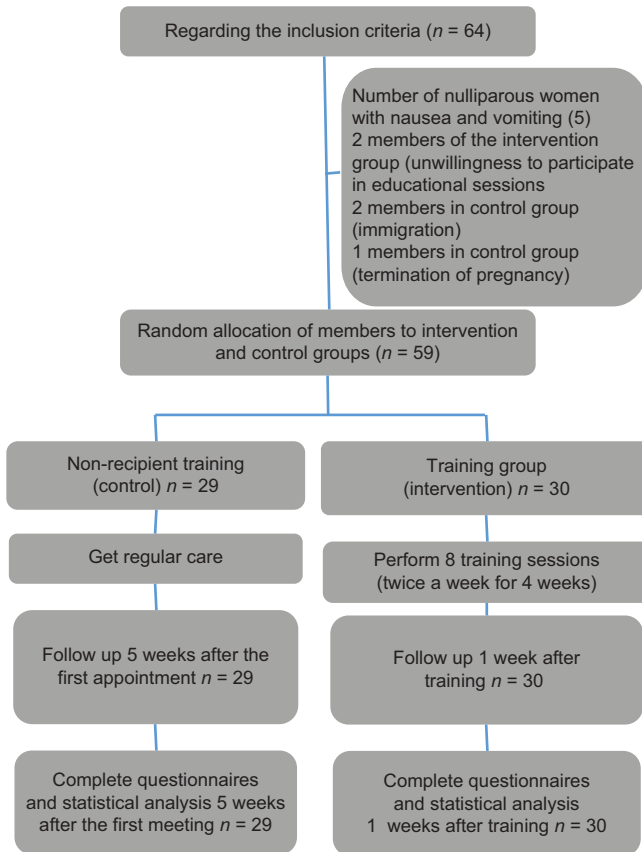 Regarding the inclusion criteria (n = 64)
Number of nulliparous women
with nausea and vomiting (5)
2 members of the intervention
group (unwillingness to participate
in educational sessions
2 members in control group
(immigration)
1 members in control group
(termination of pregnancy)
Random allocation of members to intervention
and control groups (n = 59)
Non-recipient training
(control) n = 29
Training group
(intervention) n = 30
Get regular care
Perform 8 training sessions
(twice a week for 4 weeks)
Follow up 5 weeks after the
first appointment n = 29
Follow up 1 week after
training n = 30
Complete questionnaires
and statistical analysis 5 weeks
after the first meeting n = 29
Complete questionnaires
and statistical analysis
1 weeks after training n = 30